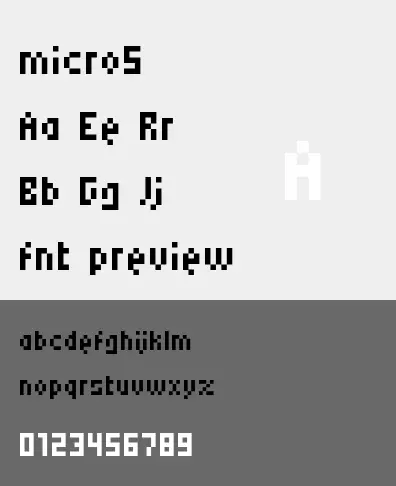 micro5
Aa Ee Rr
A
Bb Gg Jj
fnt preview
abcdefghijklm
nopqrstuvwxyz
0123456789